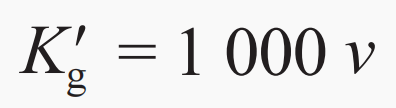 K′g = 1 000 v